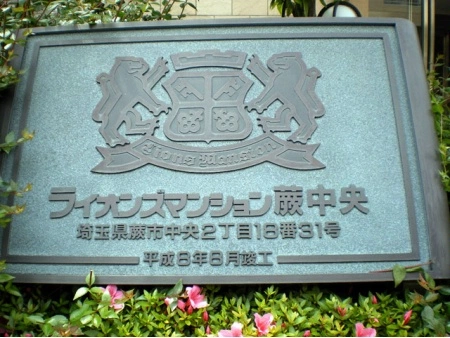 Lions Mansion
ライオンズマンション蕨中央
埼玉県蕨市中央2丁目18番31号
平成8年8月竣工